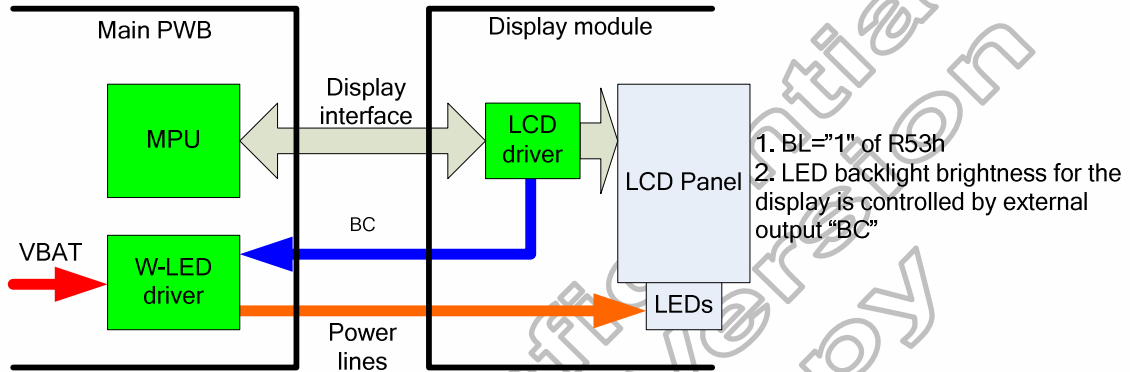 Main PWB
Display module
MPU
Display
interface
LCD
driver
LCD Panel
1. BL=”1” of R53h
2. LED backlight brightness for the
display is controlled by external
output “BC”
BC
VBAT
W-LED
driver
LEDs
Power
lines